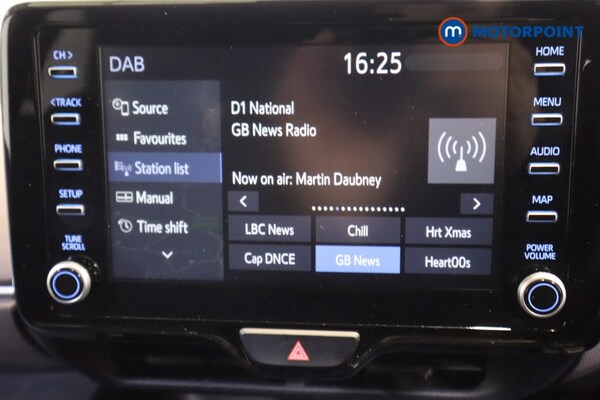 m MOTORPOINT
CH >
DAB
16:25
HOME
< TRACK
Source
D1 National
GB News Radio
MENU
Favourites
PHONE
Station list
Now on air: Martin Daubney
AUDIO
SETUP
Manual
MAP
Time shift
LBC News
Chill
Hrt Xmas
Cap DNCE
GB News
Heart00s
TUNE
SCROLL
POWER
VOLUME